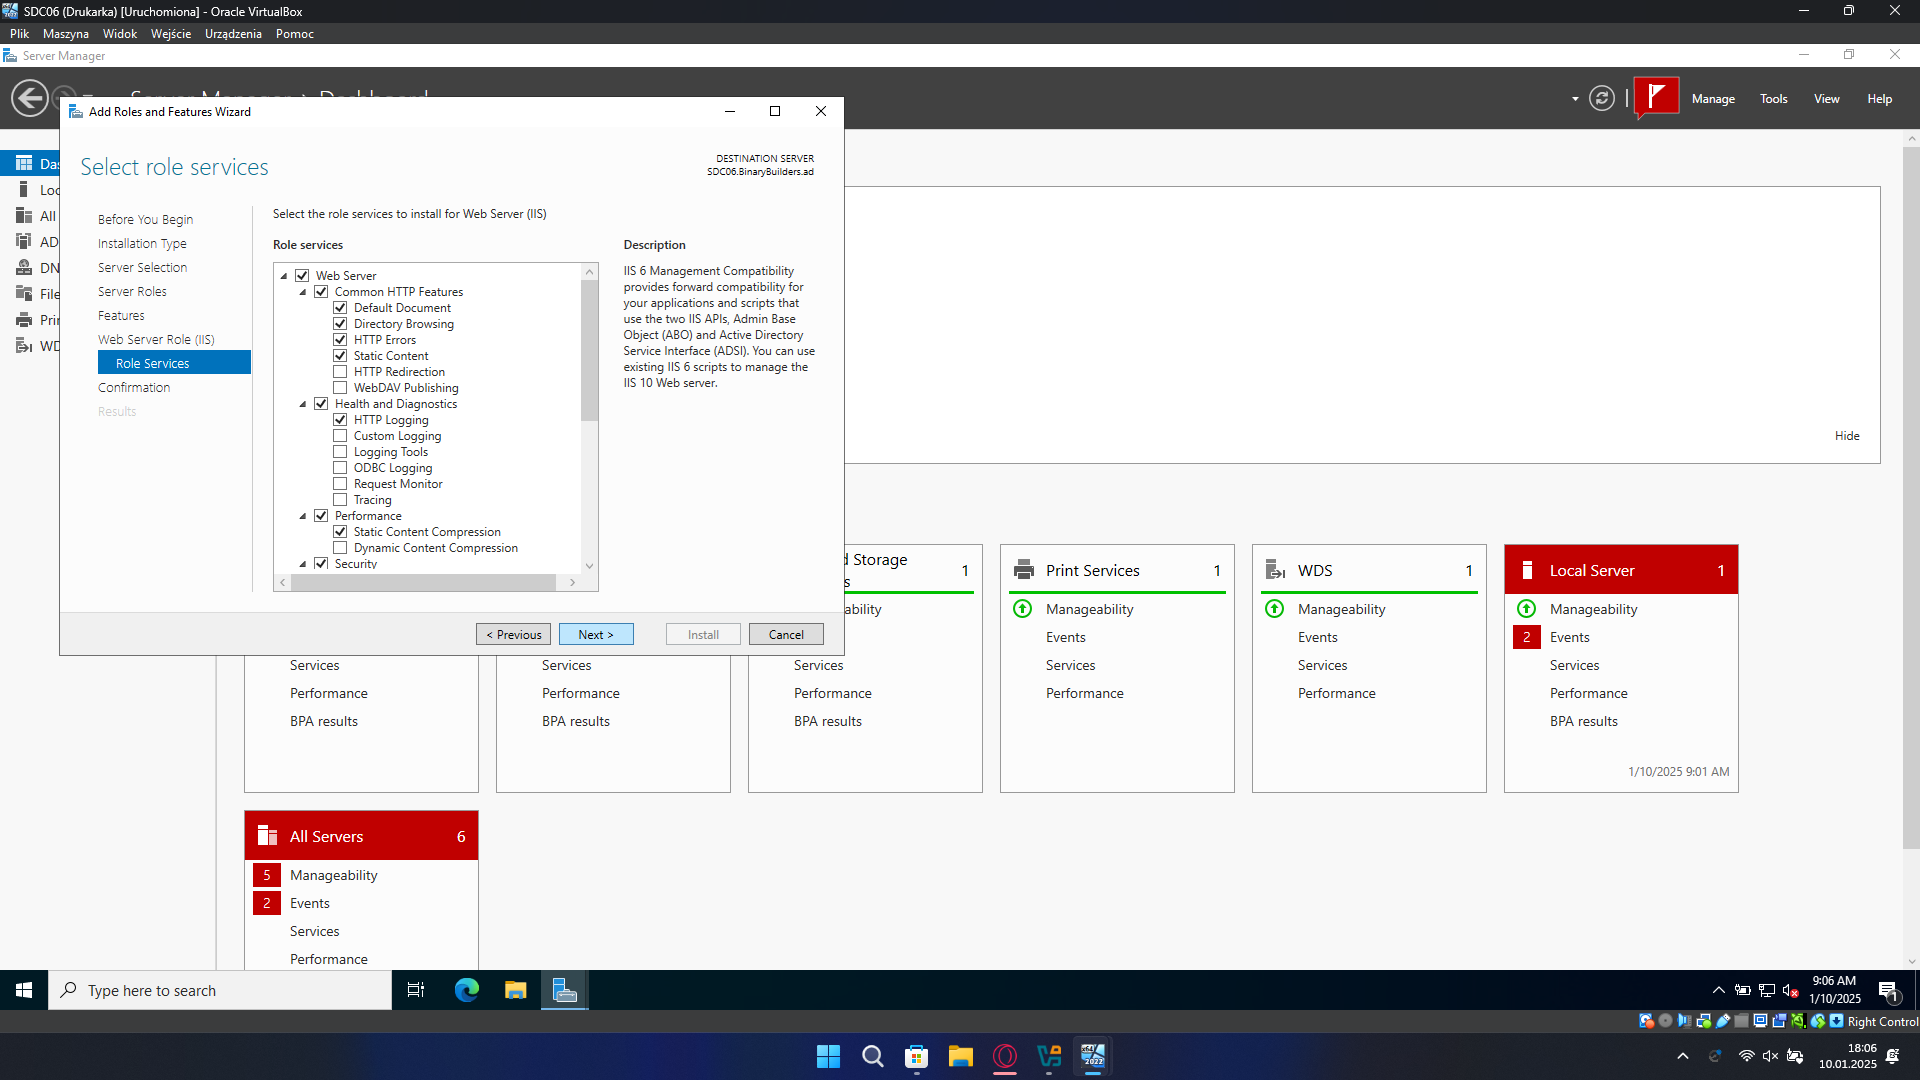 SDC06 (Drukarka) [Uruchomiona] - Oracle VirtualBox
Plik Maszyna Widok Wejście Urządzenia Pomoc
Server Manager
Manage Tools View Help
Add Roles and Features Wizard
Select role services
DESTINATION SERVER
SDC06.BinaryBuilders.ad
Before You Begin
Installation Type
Server Selection
Server Roles
Features
Web Server Role (IIS)
Role Services
Confirmation
Results
Select the role services to install for Web Server (IIS)
Role services
Web Server
Common HTTP Features
Default Document
Directory Browsing
HTTP Errors
Static Content
HTTP Redirection
WebDAV Publishing
Health and Diagnostics
HTTP Logging
Custom Logging
Logging Tools
ODBC Logging
Request Monitor
Tracing
Performance
Static Content Compression
Dynamic Content Compression
Security
Description
IIS 6 Management Compatibility
provides forward compatibility for
your applications and scripts that
use the two IIS APIs, Admin Base
Object (ABO) and Active Directory
Service Interface (ADSI). You can use
existing IIS 6 scripts to manage the
IIS 10 Web server.
< Previous Next > Install Cancel
Das
Loc
All
AD
DN
File
Prin
WD
Hide
Services
Performance
BPA results
Services
Performance
BPA results
d Storage
s
1
ability
Services
Performance
BPA results
Print Services 1
Manageability
Events
Services
Performance
WDS 1
Manageability
Events
Services
Performance
Local Server 1
Manageability
2 Events
Services
Performance
BPA results
1/10/2025 9:01 AM
All Servers 6
5 Manageability
2 Events
Services
Performance
Type here to search
9:06 AM
1/10/2025
1
Right Control
2022
18:06
10.01.2025